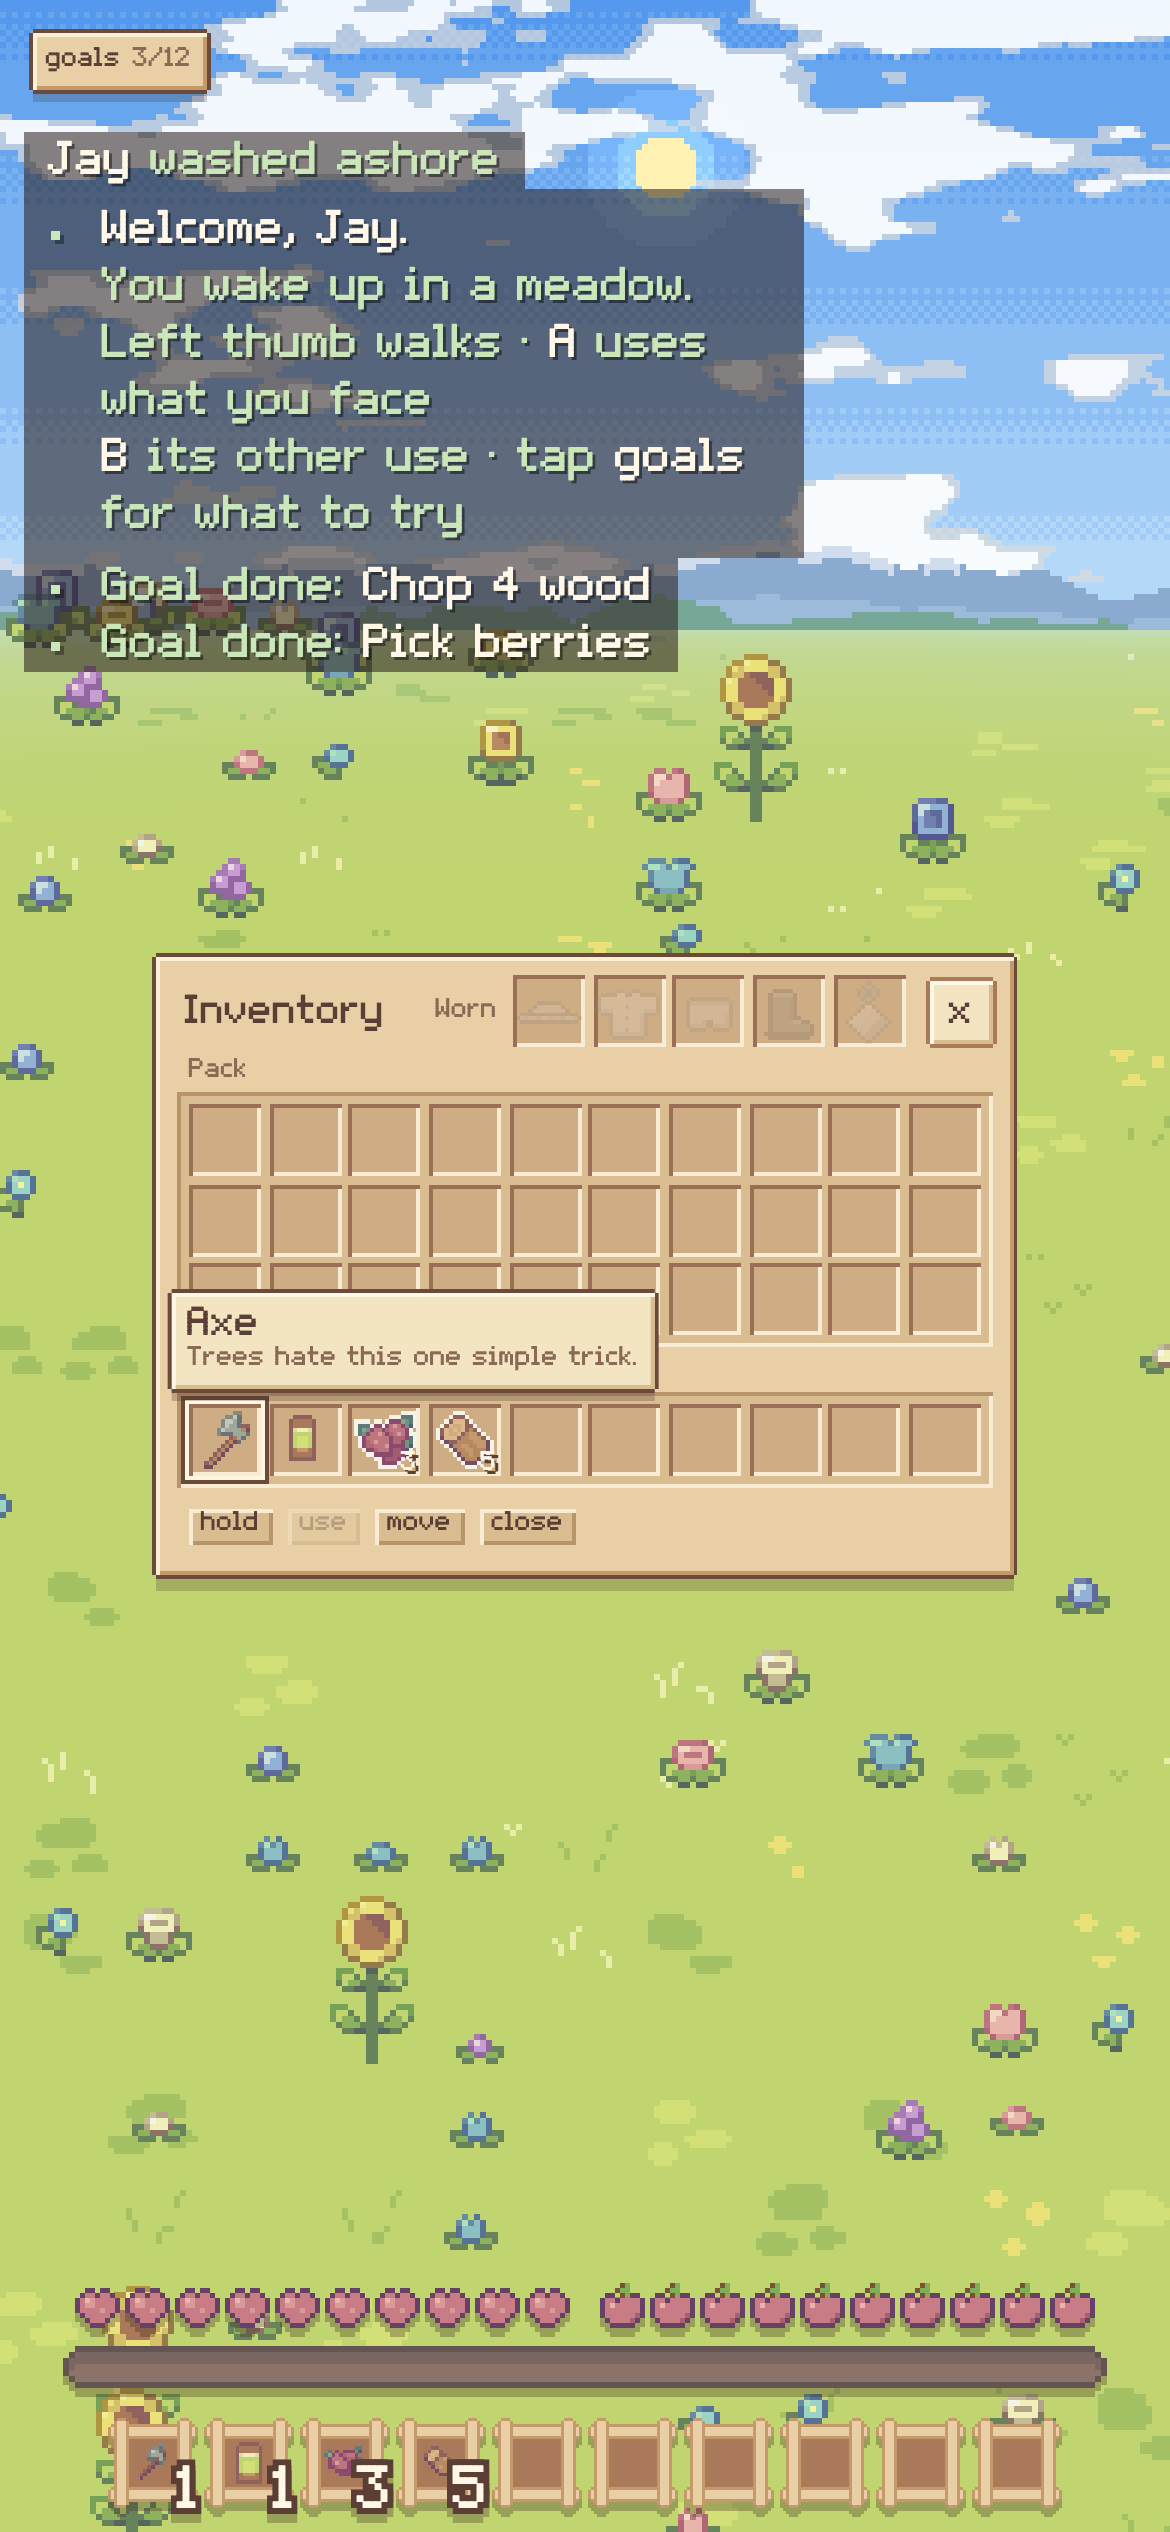 goals 3/12
Jay washed ashore
· Welcome, Jay.
You wake up in a meadow.
Left thumb walks · A uses
what you face
B its other use · tap goals
for what to try
· Goal done: Chop 4 wood
· Goal done: Pick berries
Inventory Worn x
Pack
Axe
Trees hate this one simple trick.
3 5
hold use move close
1 1 3 5